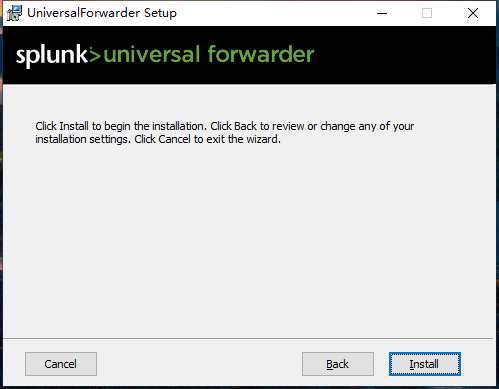 UniversalForwarder Setup
splunk>universal forwarder
Click Install to begin the installation. Click Back to review or change any of your
installation settings. Click Cancel to exit the wizard.
Cancel
Back
Install